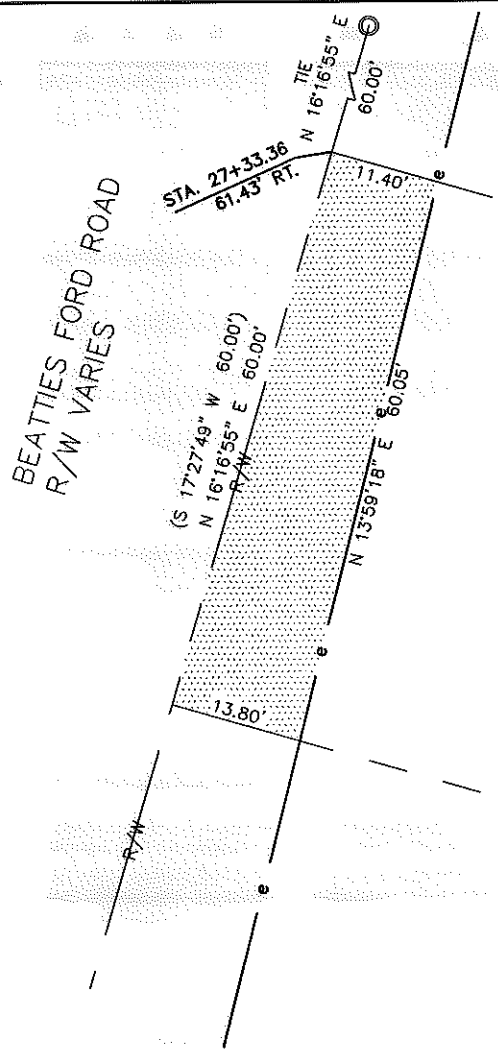 BEATTIES FORD ROAD
R/W VARIES
STA. 27+33.36
61.43' RT.
TIE
N 16°16'55" E
60.00'
11.40'
(S 17°27'49" W 60.00')
N 16°16'55" E 60.00'
R/W
e
e
N 13°59'18" E 60.05'
e
13.80'
R/W
e